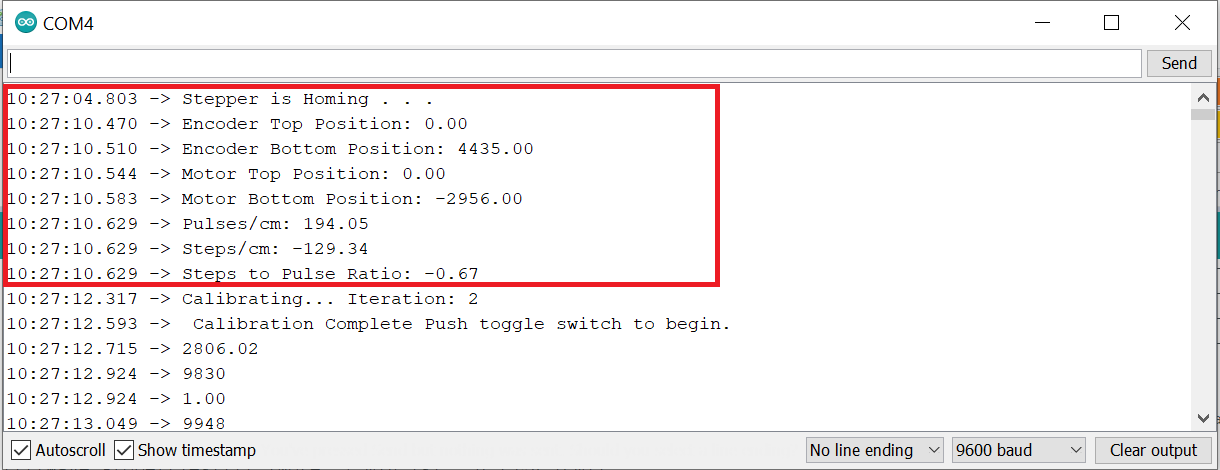 COM4
Send
10:27:04.803 -> Stepper is Homing . . .
10:27:10.470 -> Encoder Top Position: 0.00
10:27:10.510 -> Encoder Bottom Position: 4435.00
10:27:10.544 -> Motor Top Position: 0.00
10:27:10.583 -> Motor Bottom Position: -2956.00
10:27:10.629 -> Pulses/cm: 194.05
10:27:10.629 -> Steps/cm: -129.34
10:27:10.629 -> Steps to Pulse Ratio: -0.67
10:27:12.317 -> Calibrating... Iteration: 2
10:27:12.593 ->  Calibration Complete Push toggle switch to begin.
10:27:12.715 -> 2806.02
10:27:12.924 -> 9830
10:27:12.924 -> 1.00
10:27:13.049 -> 9948
Autoscroll Show timestamp No line ending 9600 baud Clear output